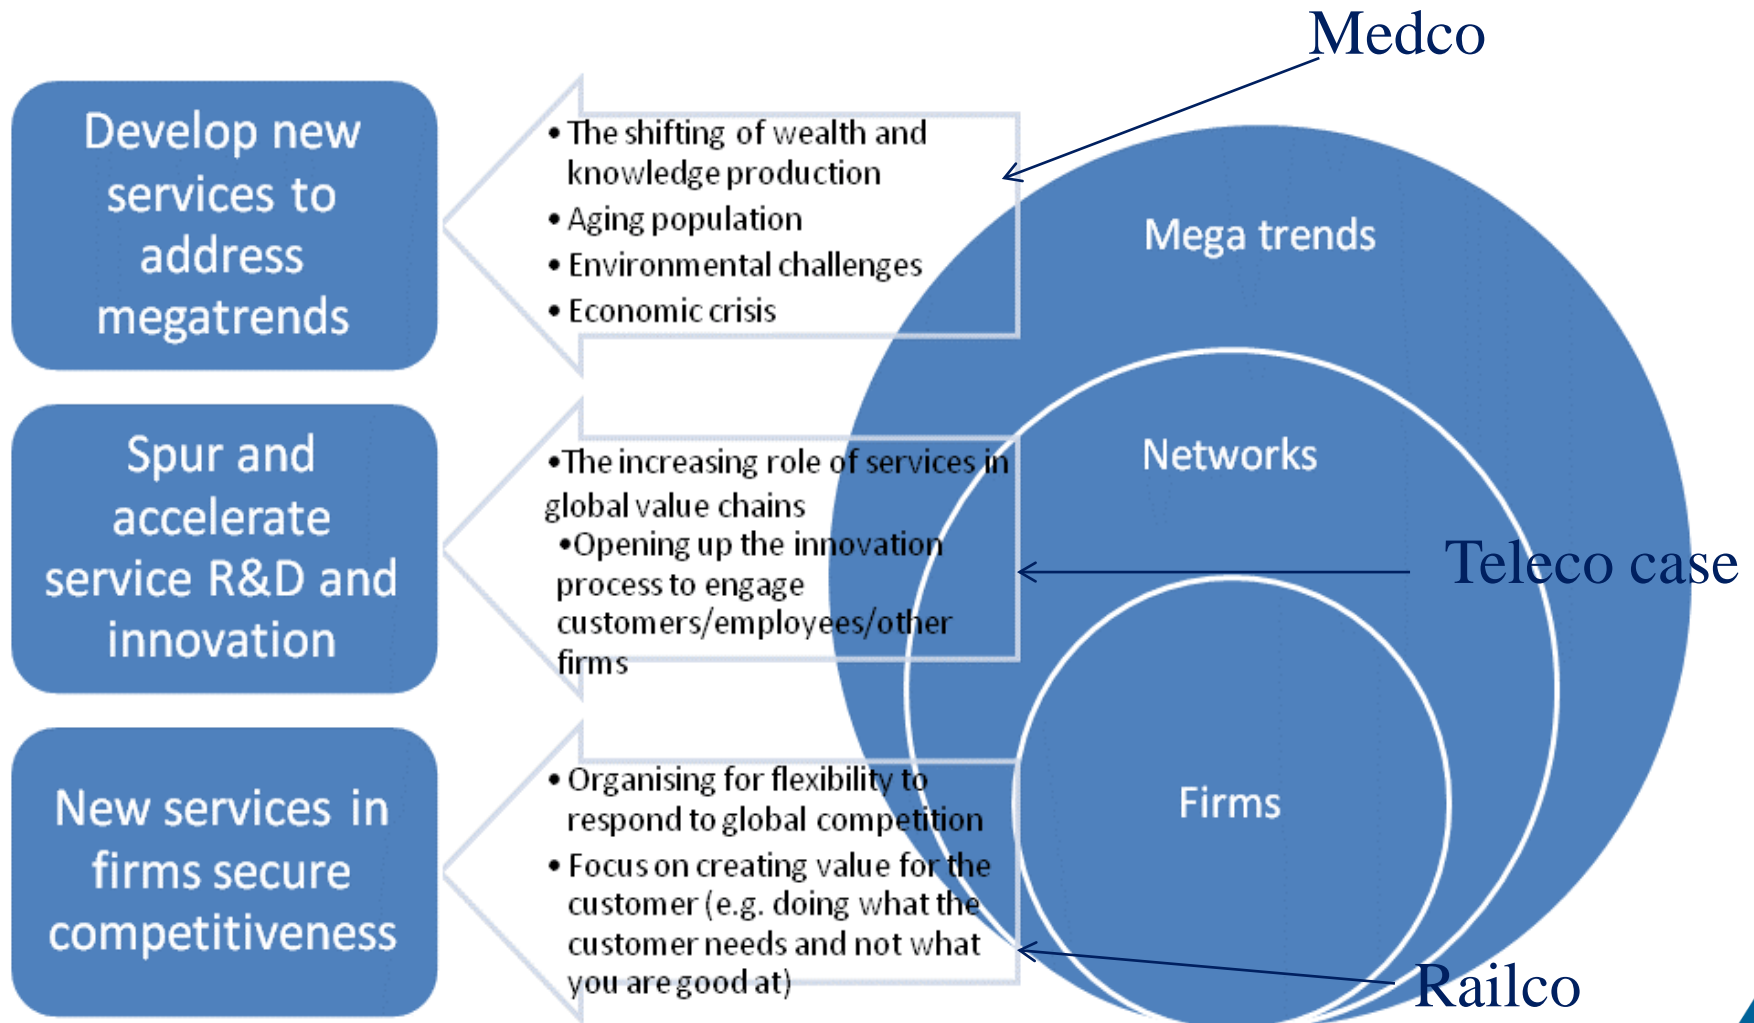 Medco
Develop new
services to
address
megatrends
• The shifting of wealth and
knowledge production
• Aging population
• Environmental challenges
• Economic crisis
Mega trends
Spur and
accelerate
service R&D and
innovation
•The increasing role of services in
global value chains
•Opening up the innovation
process to engage
customers/employees/other
firms
Networks
Teleco case
New services in
firms secure
competitiveness
• Organising for flexibility to
respond to global competition
• Focus on creating value for the
customer (e.g. doing what the
customer needs and not what
you are good at)
Firms
Railco